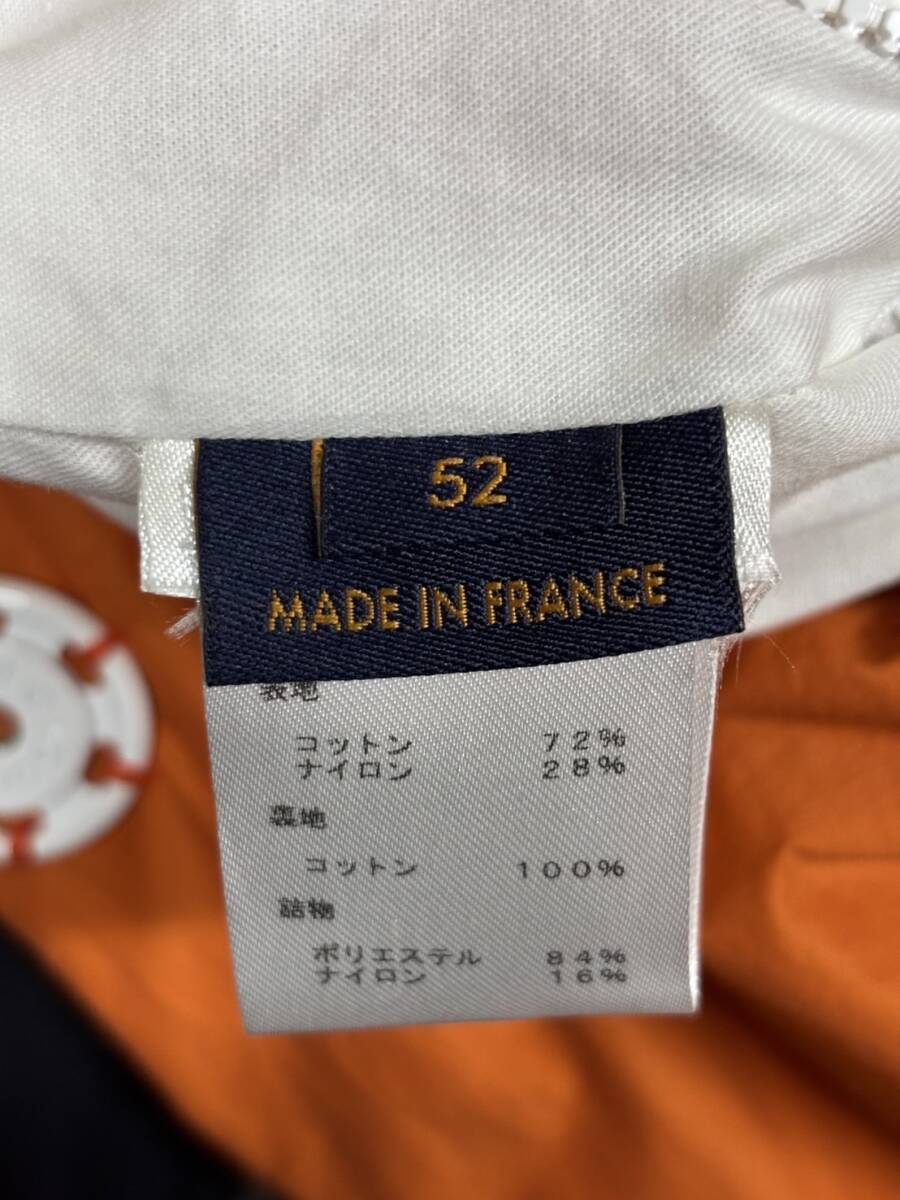 52
MADE IN FRANCE
表地
コットン 72%
ナイロン 28%
裏地
コットン 100%
詰物
ポリエステル 84%
ナイロン 16%